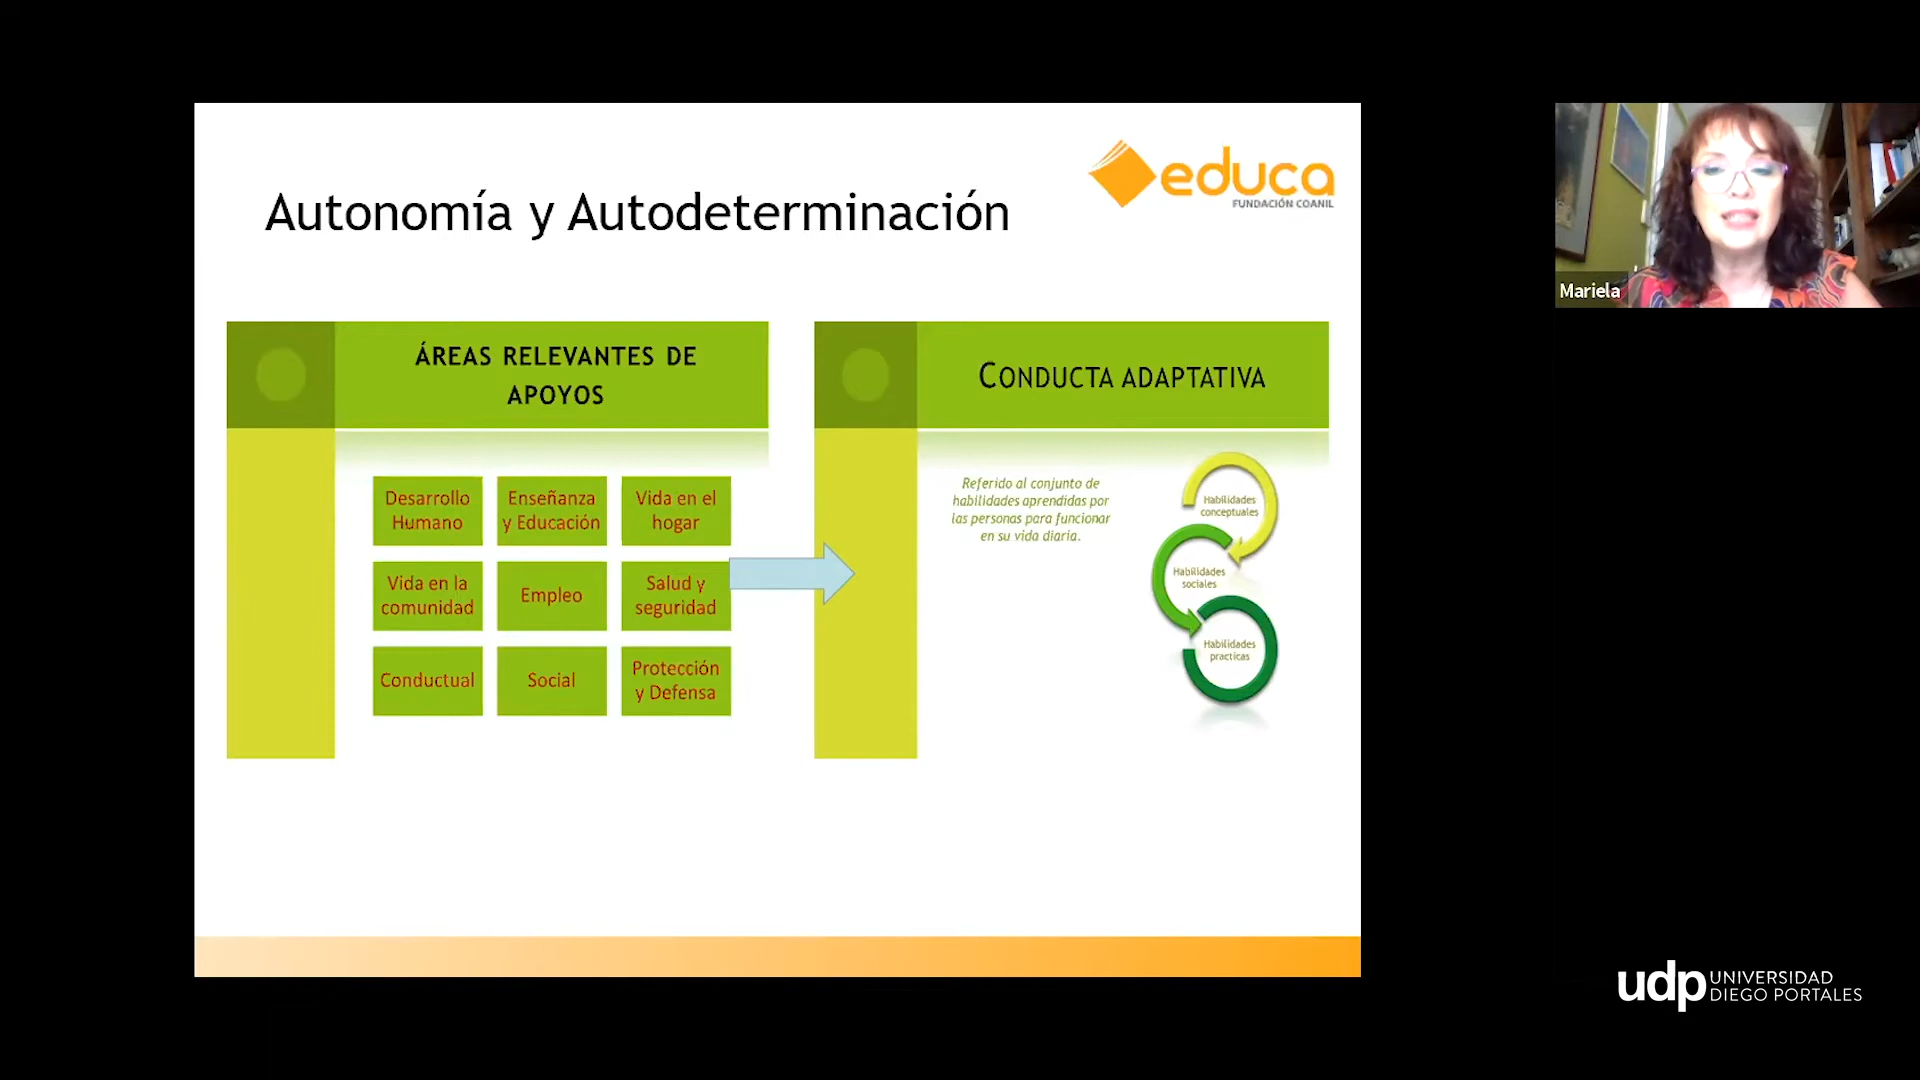 educa
FUNDACIÓN COANIL
Autonomía y Autodeterminación
ÁREAS RELEVANTES DE
APOYOS
Desarrollo
Humano
Enseñanza
y Educación
Vida en el
hogar
Vida en la
comunidad
Empleo
Salud y
seguridad
Conductual
Social
Protección
y Defensa
CONDUCTA ADAPTATIVA
Referido al conjunto de
habilidades aprendidas por
las personas para funcionar
en su vida diaria.
Habilidades
conceptuales
Habilidades
sociales
Habilidades
practicas
Mariela
udp UNIVERSIDAD
DIEGO PORTALES